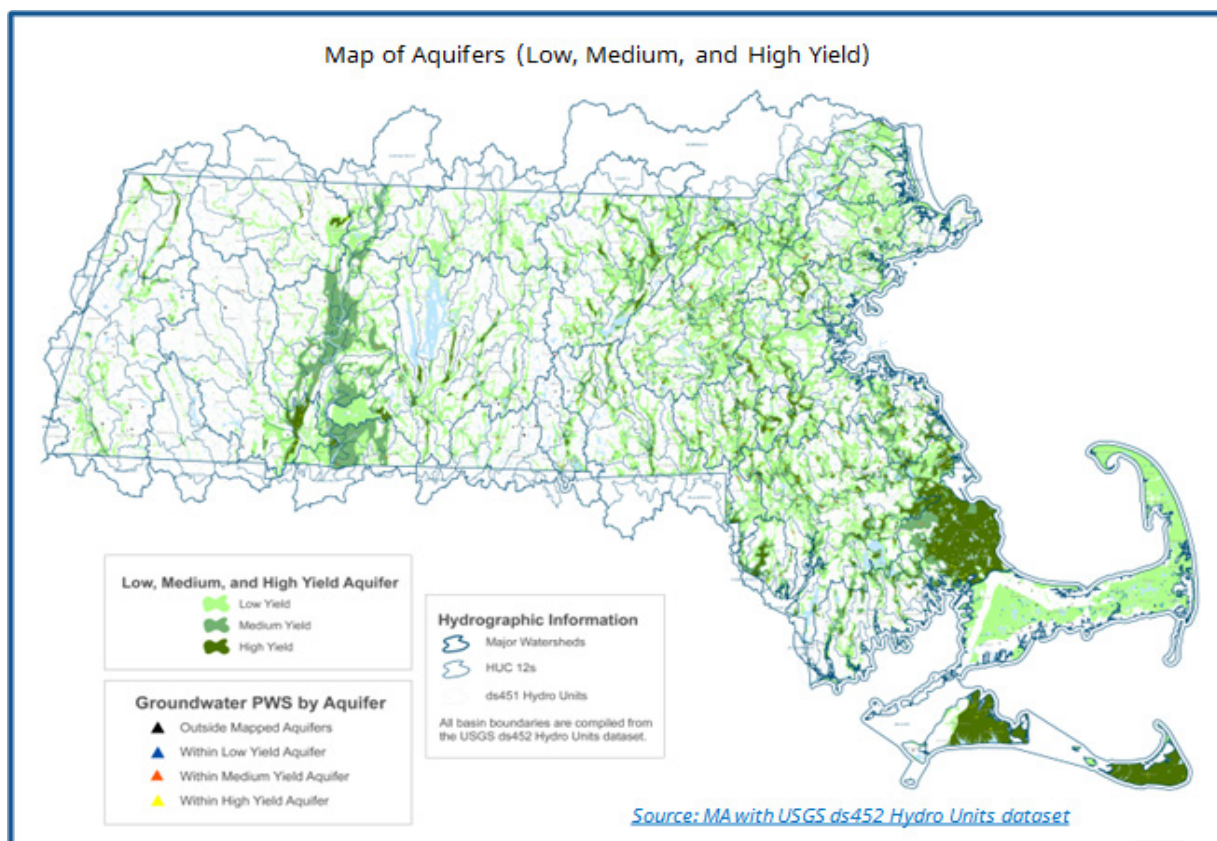 Map of Aquifers (Low, Medium, and High Yield)
Low, Medium, and High Yield Aquifer
Low Yield
Medium Yield
High Yield
Groundwater PWS by Aquifer
Outside Mapped Aquifers
Within Low Yield Aquifer
Within Medium Yield Aquifer
Within High Yield Aquifer
Hydrographic Information
Major Watersheds
HUC 12s
ds451 Hydro Units
All basin boundaries are compiled from
the USGS ds452 Hydro Units dataset.
Source: MA with USGS ds452 Hydro Units dataset